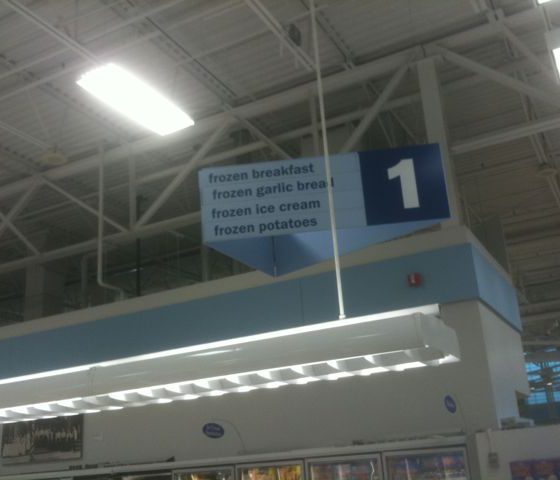 frozen breakfast
frozen garlic bread
frozen ice cream
frozen potatoes
1